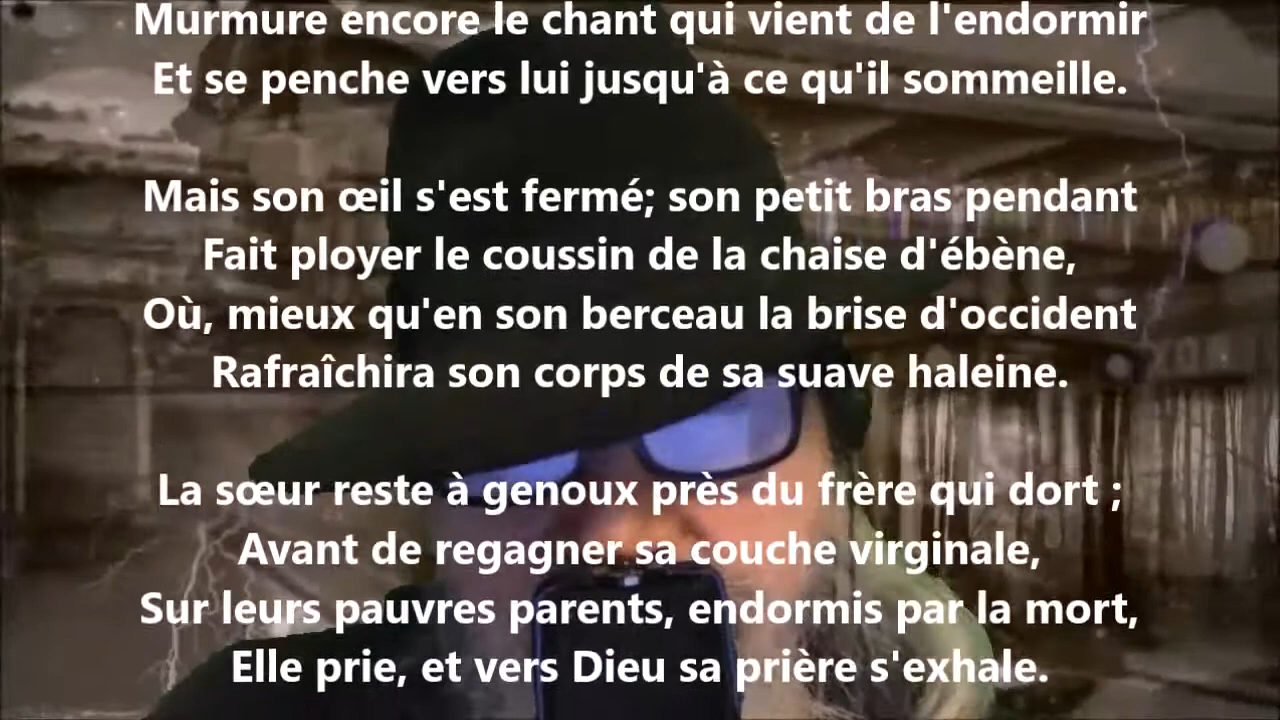 Murmure encore le chant qui vient de l'endormir
Et se penche vers lui jusqu'à ce qu'il sommeille.
Mais son œil s'est fermé; son petit bras pendant
Fait ployer le coussin de la chaise d'ébène,
Où, mieux qu'en son berceau la brise d'occident
Rafraîchira son corps de sa suave haleine.
La sœur reste à genoux près du frère qui dort ;
Avant de regagner sa couche virginale,
Sur leurs pauvres parents, endormis par la mort,
Elle prie, et vers Dieu sa prière s'exhale.